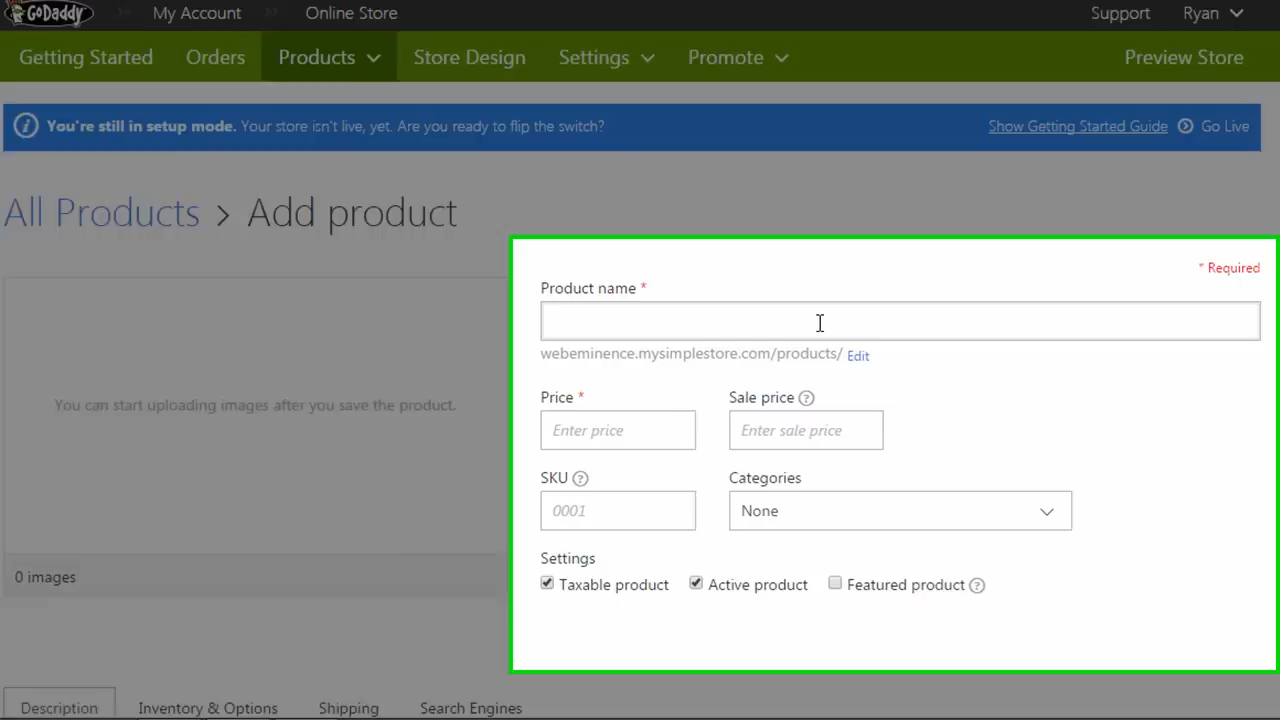 GoDaddy My Account Online Store Support Ryan
Getting Started Orders Products Store Design Settings Promote Preview Store
You're still in setup mode. Your store isn't live, yet. Are you ready to flip the switch? Show Getting Started Guide Go Live
All Products > Add product
* Required
Product name *
webeminence.mysimplestore.com/products/ Edit
Price * Sale price ?
Enter price Enter sale price
You can start uploading images after you save the product.
SKU ? Categories
0001 None
Settings
Taxable product Active product Featured product ?
0 images
Description Inventory & Options Shipping Search Engines